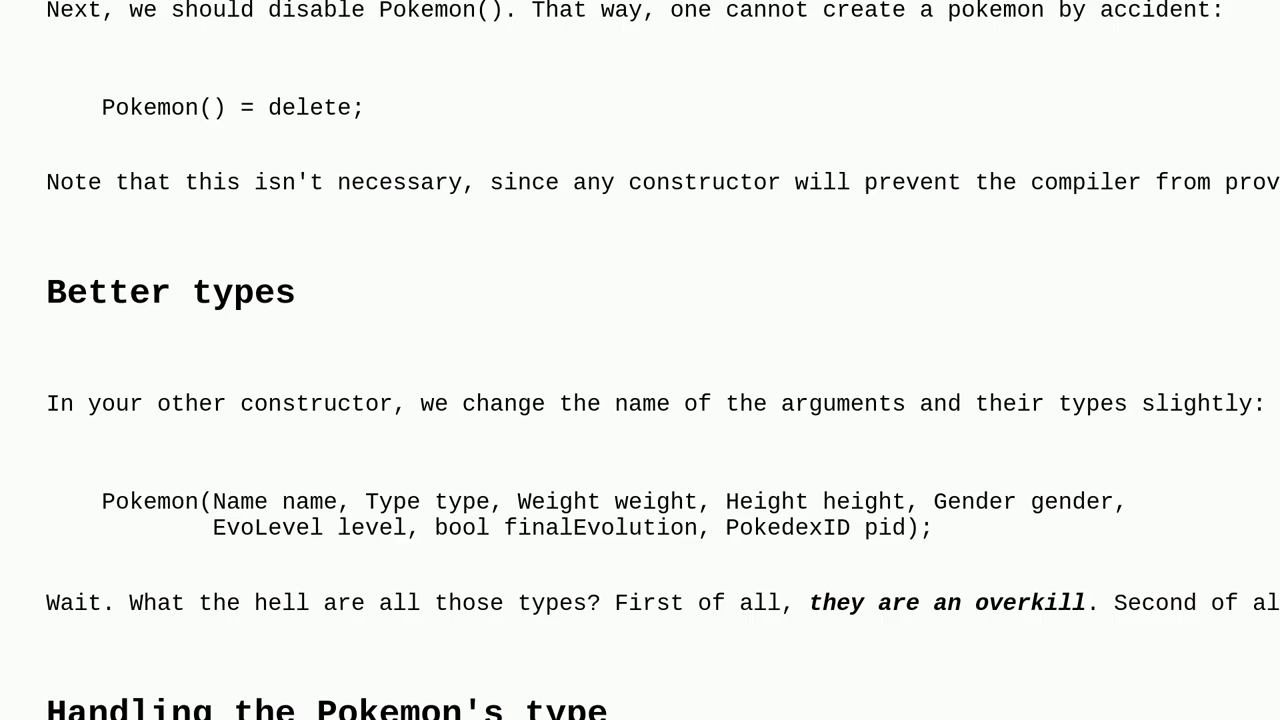 Next, we should disable Pokemon(). That way, one cannot create a pokemon by accident:
Pokemon() = delete;
Note that this isn't necessary, since any constructor will prevent the compiler from prov
Better types
In your other constructor, we change the name of the arguments and their types slightly:
Pokemon(Name name, Type type, Weight weight, Height height, Gender gender,
EvoLevel level, bool finalEvolution, PokedexID pid);
Wait. What the hell are all those types? First of all, they are an overkill. Second of al
Handling the Pokemon's type